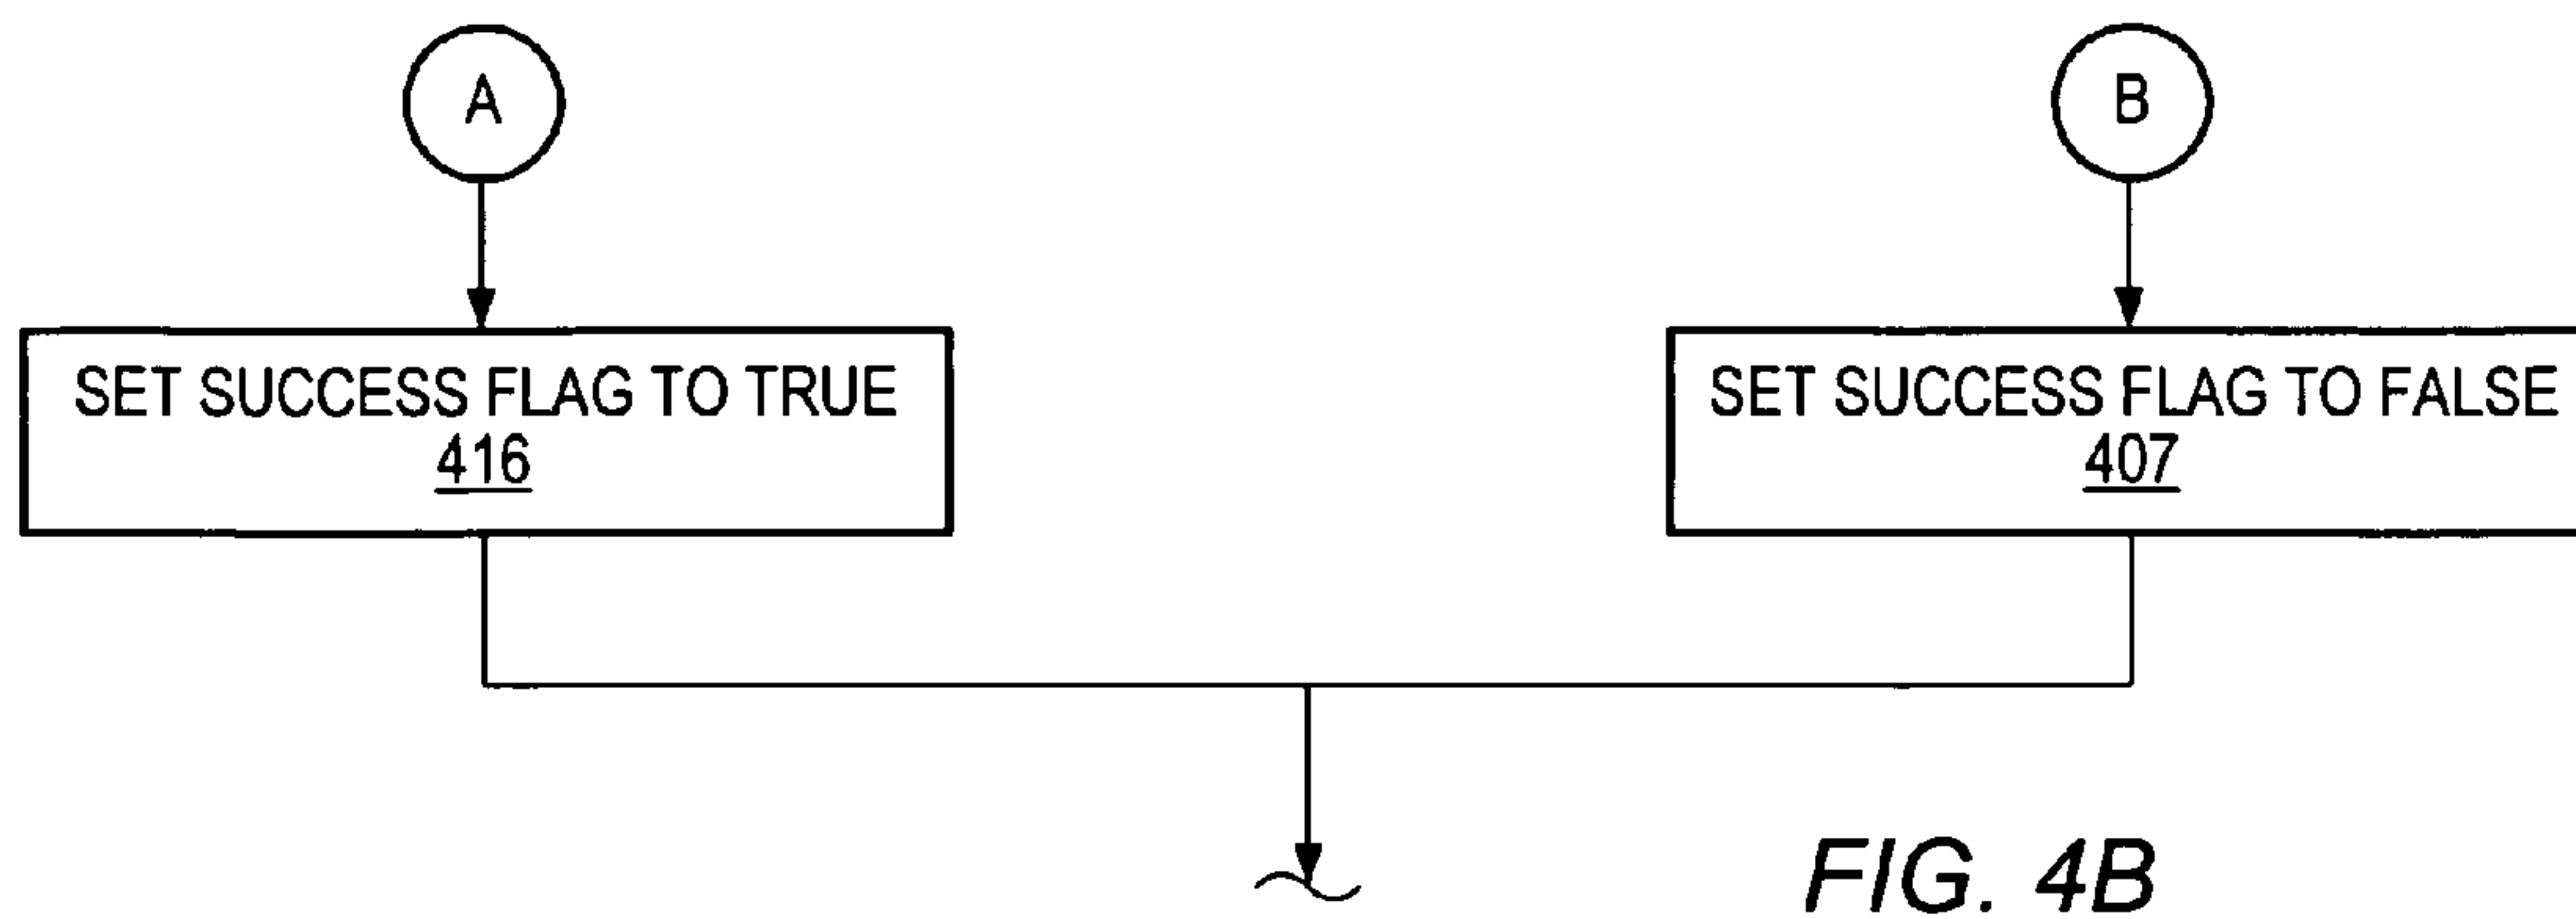 A
B
SET SUCCESS FLAG TO TRUE
416
SET SUCCESS FLAG TO FALSE
407
FIG. 4B